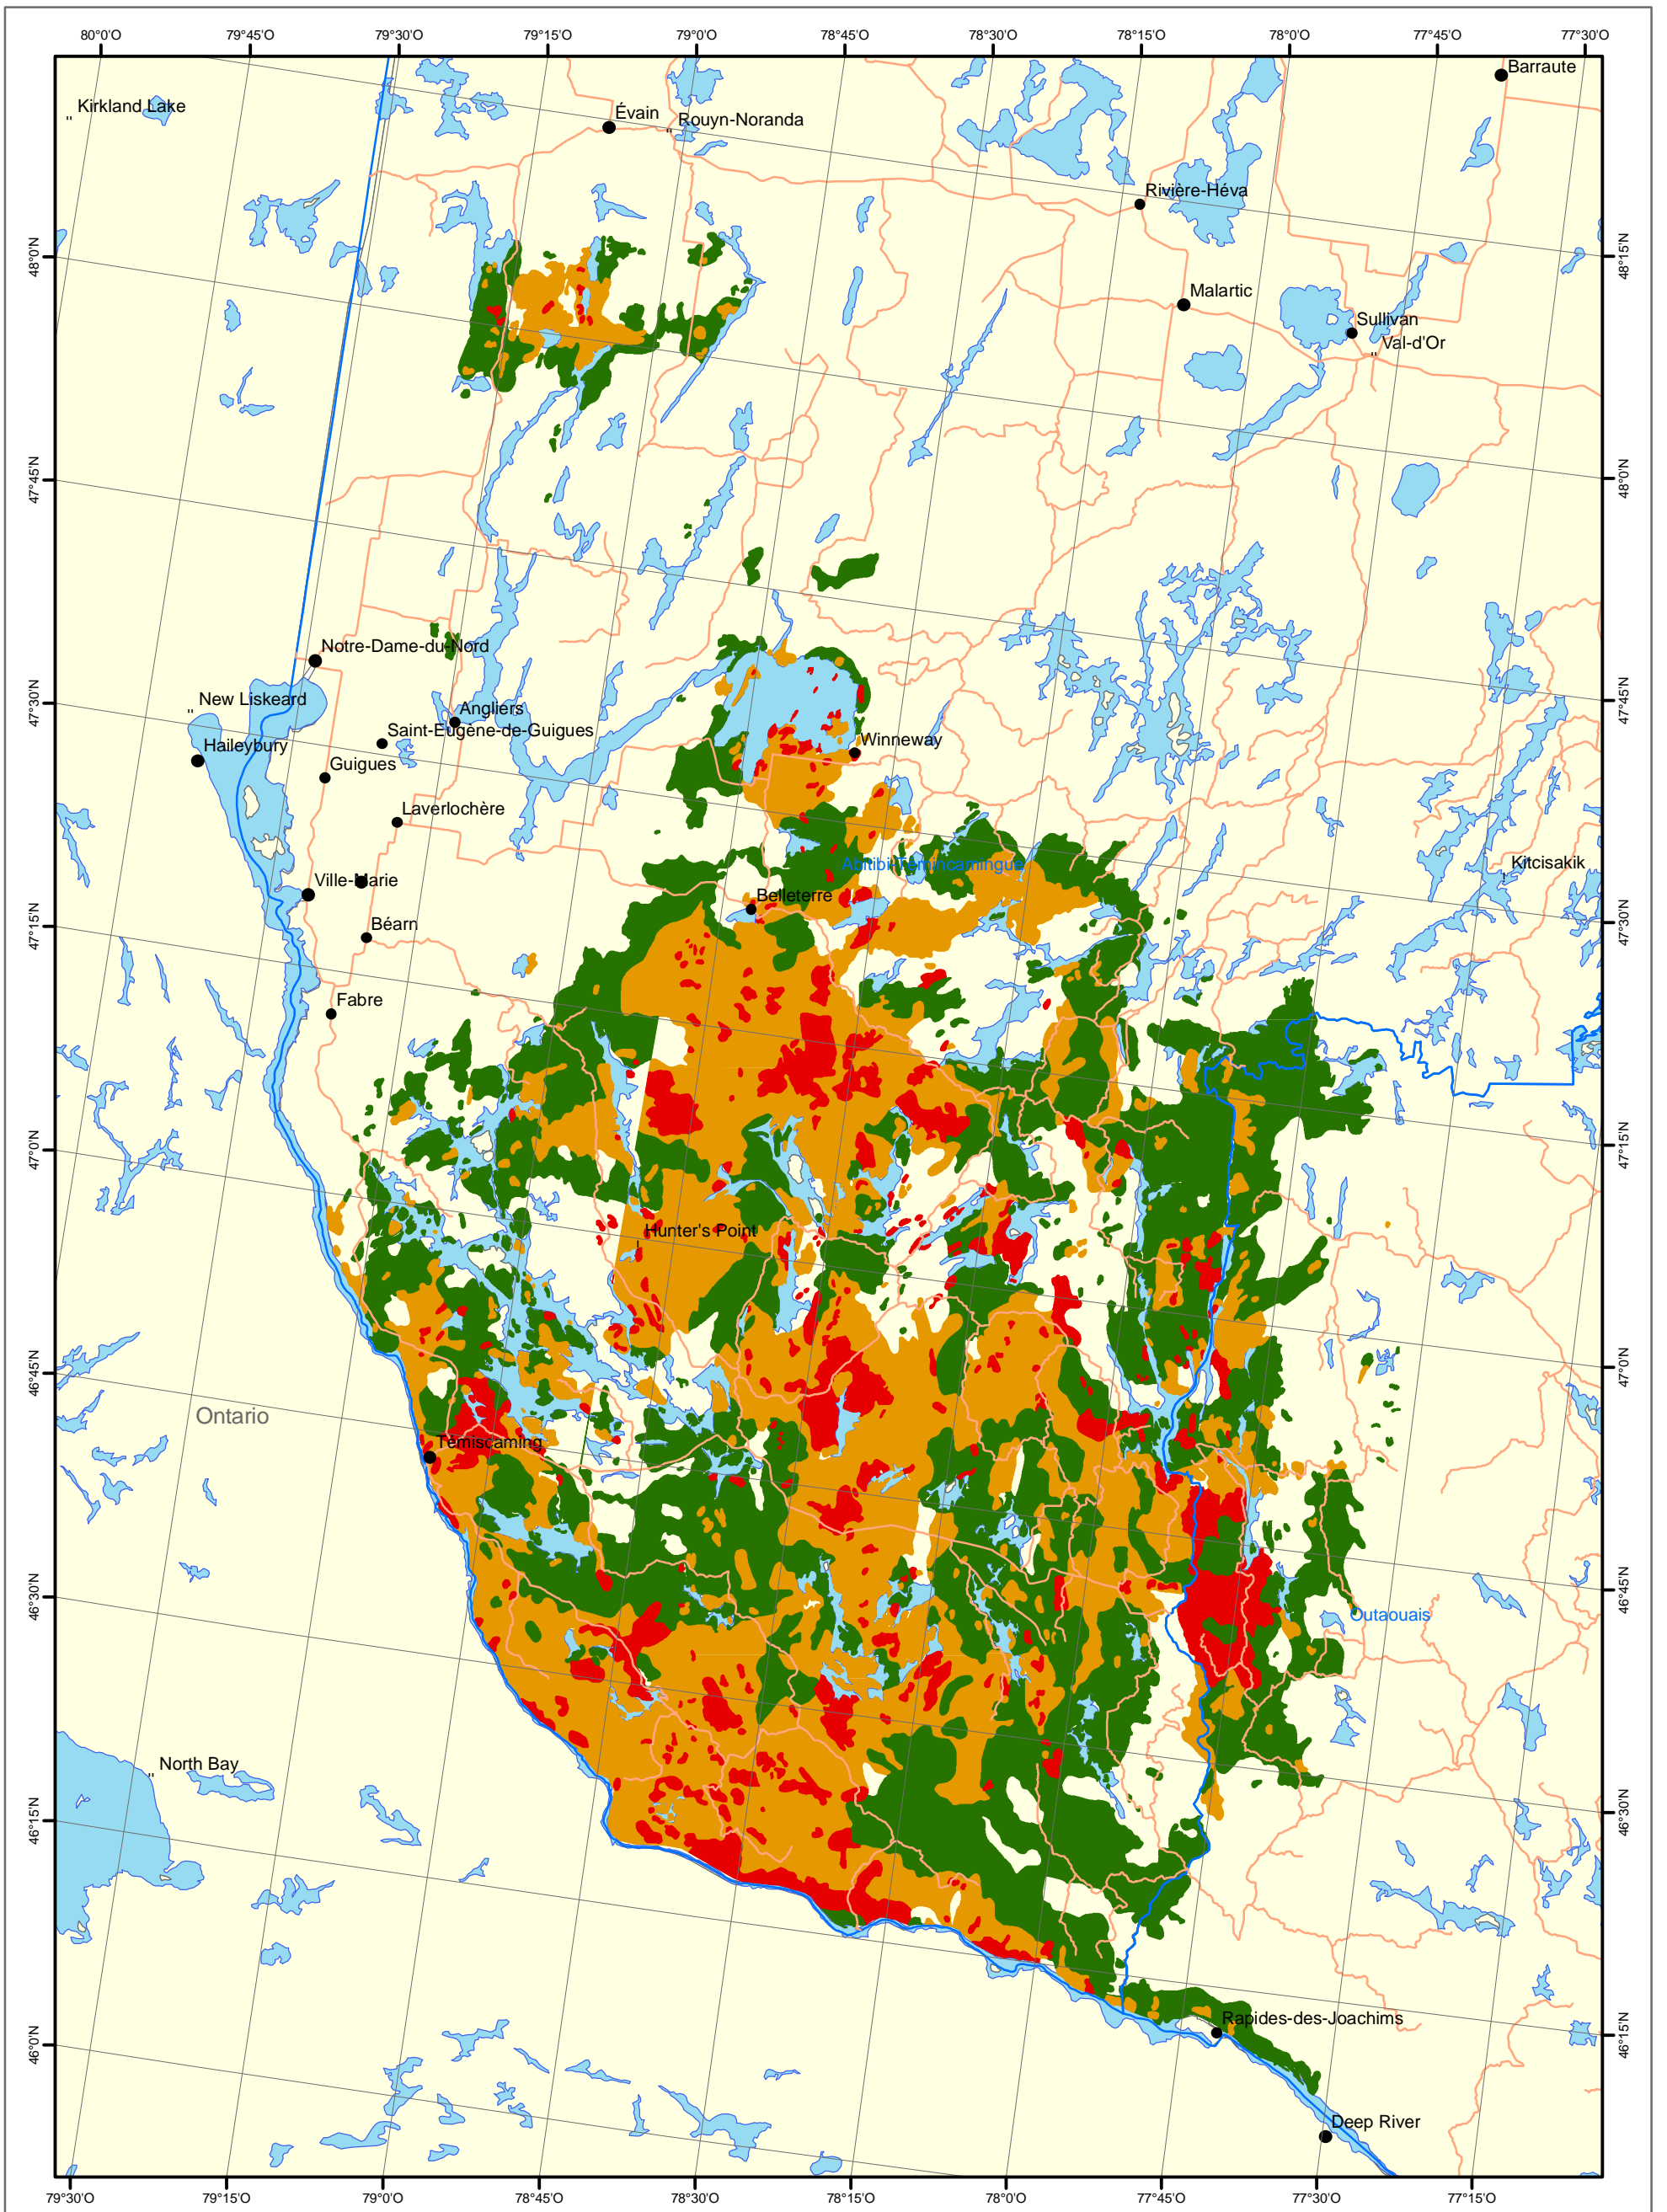 80°0'O 79°45'O 79°30'O 79°15'O 79°0'O 78°45'O 78°30'O 78°15'O 78°0'O 77°45'O 77°30'O
Barraute
Kirkland Lake
Évain
Rouyn-Noranda
Rivière-Héva
48°0'N
48°15'N
Malartic
Sullivan
Val-d'Or
47°45'N
48°0'N
Notre-Dame-du-Nord
47°30'N
New Liskeard
Angliers
47°45'N
Saint-Eugène-de-Guigues
Haileybury
Winneway
Guigues
Laverlochère
Abitibi-Témincamingue
Kitcisakik
Ville-Marie
Belleterre
47°15'N
Béarn
47°30'N
Fabre
47°0'N
47°15'N
Hunter's Point
46°45'N
47°0'N
Ontario
Témiscaming
46°30'N
46°45'N
Outaouais
North Bay
46°15'N
46°30'N
Rapides-des-Joachims
46°0'N
46°15'N
Deep River
79°30'O 79°15'O 79°0'O 78°45'O 78°30'O 78°15'O 78°0'O 77°45'O 77°30'O 77°15'O